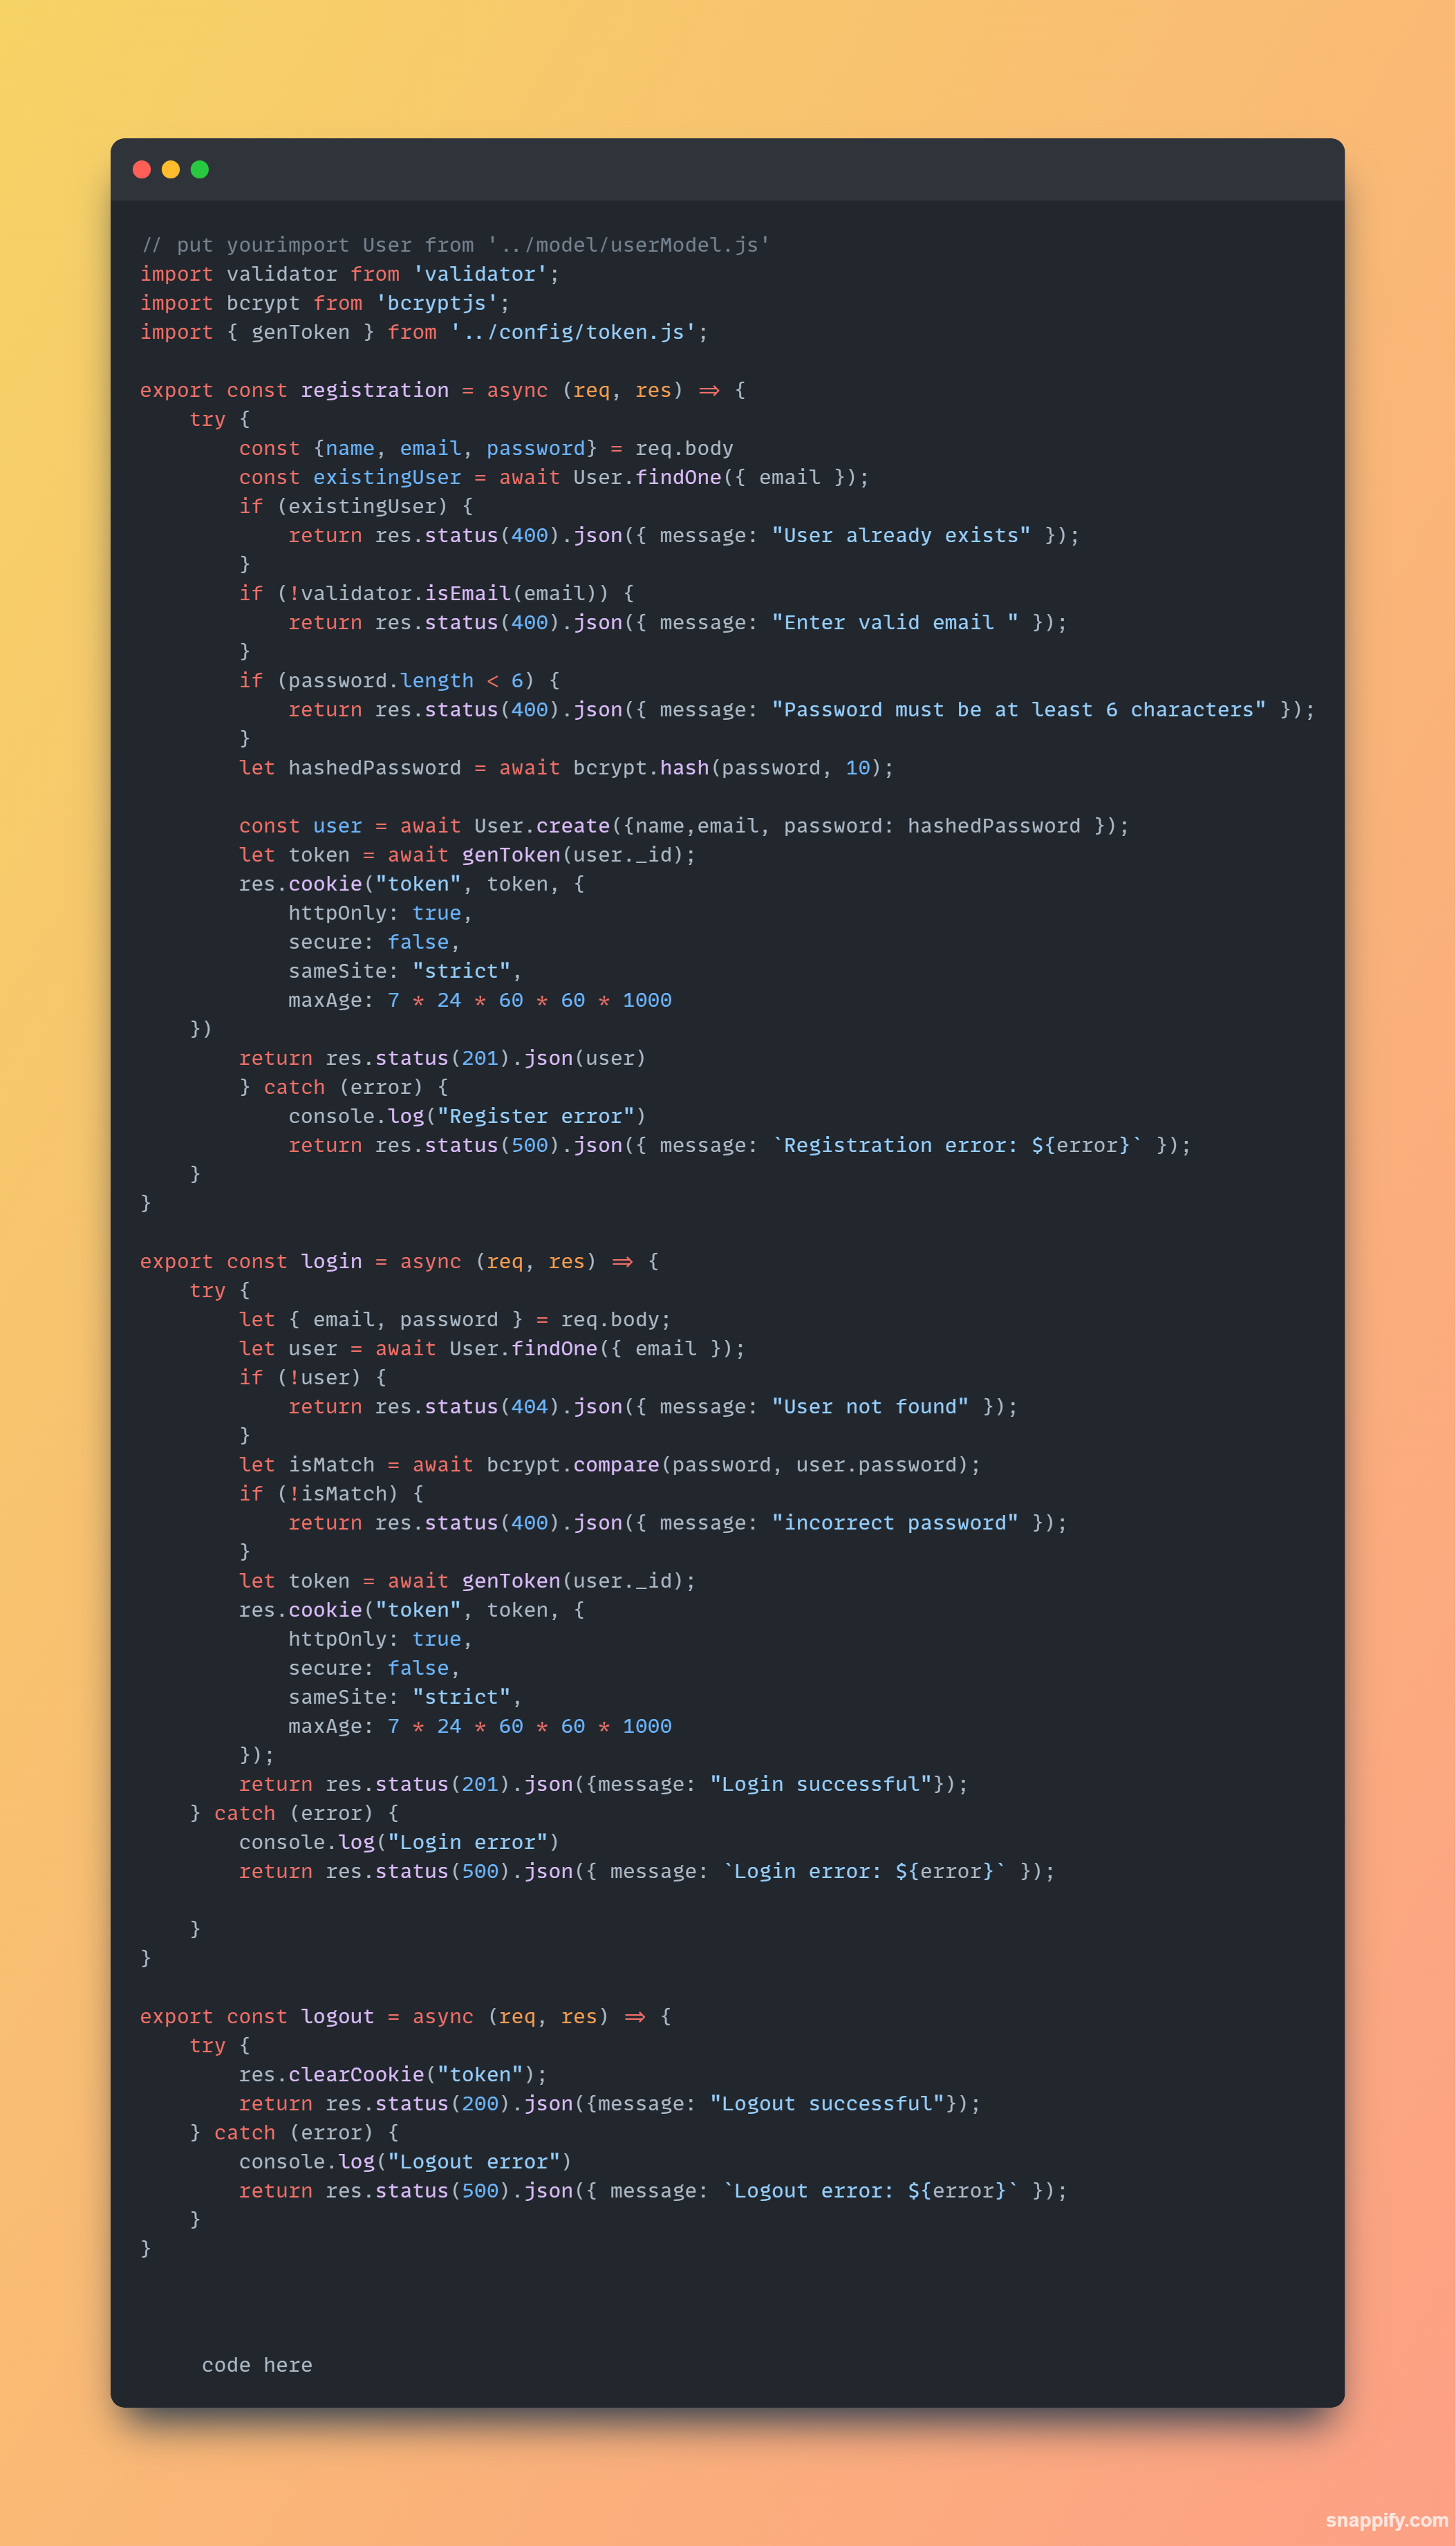 // put yourimport User from '../model/userModel.js'
import validator from 'validator';
import bcrypt from 'bcryptjs';
import { genToken } from '../config/token.js';

export const registration = async (req, res) => {
    try {
        const {name, email, password} = req.body
        const existingUser = await User.findOne({ email });
        if (existingUser) {
            return res.status(400).json({ message: "User already exists" });
        }
        if (!validator.isEmail(email)) {
            return res.status(400).json({ message: "Enter valid email " });
        }
        if (password.length < 6) {
            return res.status(400).json({ message: "Password must be at least 6 characters" });
        }
        let hashedPassword = await bcrypt.hash(password, 10);

        const user = await User.create({name,email, password: hashedPassword });
        let token = await genToken(user._id);
        res.cookie("token", token, {
            httpOnly: true,
            secure: false,
            sameSite: "strict",
            maxAge: 7 * 24 * 60 * 60 * 1000
    })
        return res.status(201).json(user)
        } catch (error) {
            console.log("Register error")
            return res.status(500).json({ message: `Registration error: ${error}` });
    }
}

export const login = async (req, res) => {
    try {
        let { email, password } = req.body;
        let user = await User.findOne({ email });
        if (!user) {
            return res.status(404).json({ message: "User not found" });
        }
        let isMatch = await bcrypt.compare(password, user.password);
        if (!isMatch) {
            return res.status(400).json({ message: "incorrect password" });
        }
        let token = await genToken(user._id);
        res.cookie("token", token, {
            httpOnly: true,
            secure: false,
            sameSite: "strict",
            maxAge: 7 * 24 * 60 * 60 * 1000
        });
        return res.status(201).json({message: "Login successful"});
    } catch (error) {
        console.log("Login error")
        return res.status(500).json({ message: `Login error: ${error}` });

    }
}

export const logout = async (req, res) => {
    try {
        res.clearCookie("token");
        return res.status(200).json({message: "Logout successful"});
    } catch (error) {
        console.log("Logout error")
        return res.status(500).json({ message: `Logout error: ${error}` });
    }
}

     code here
snappify.com